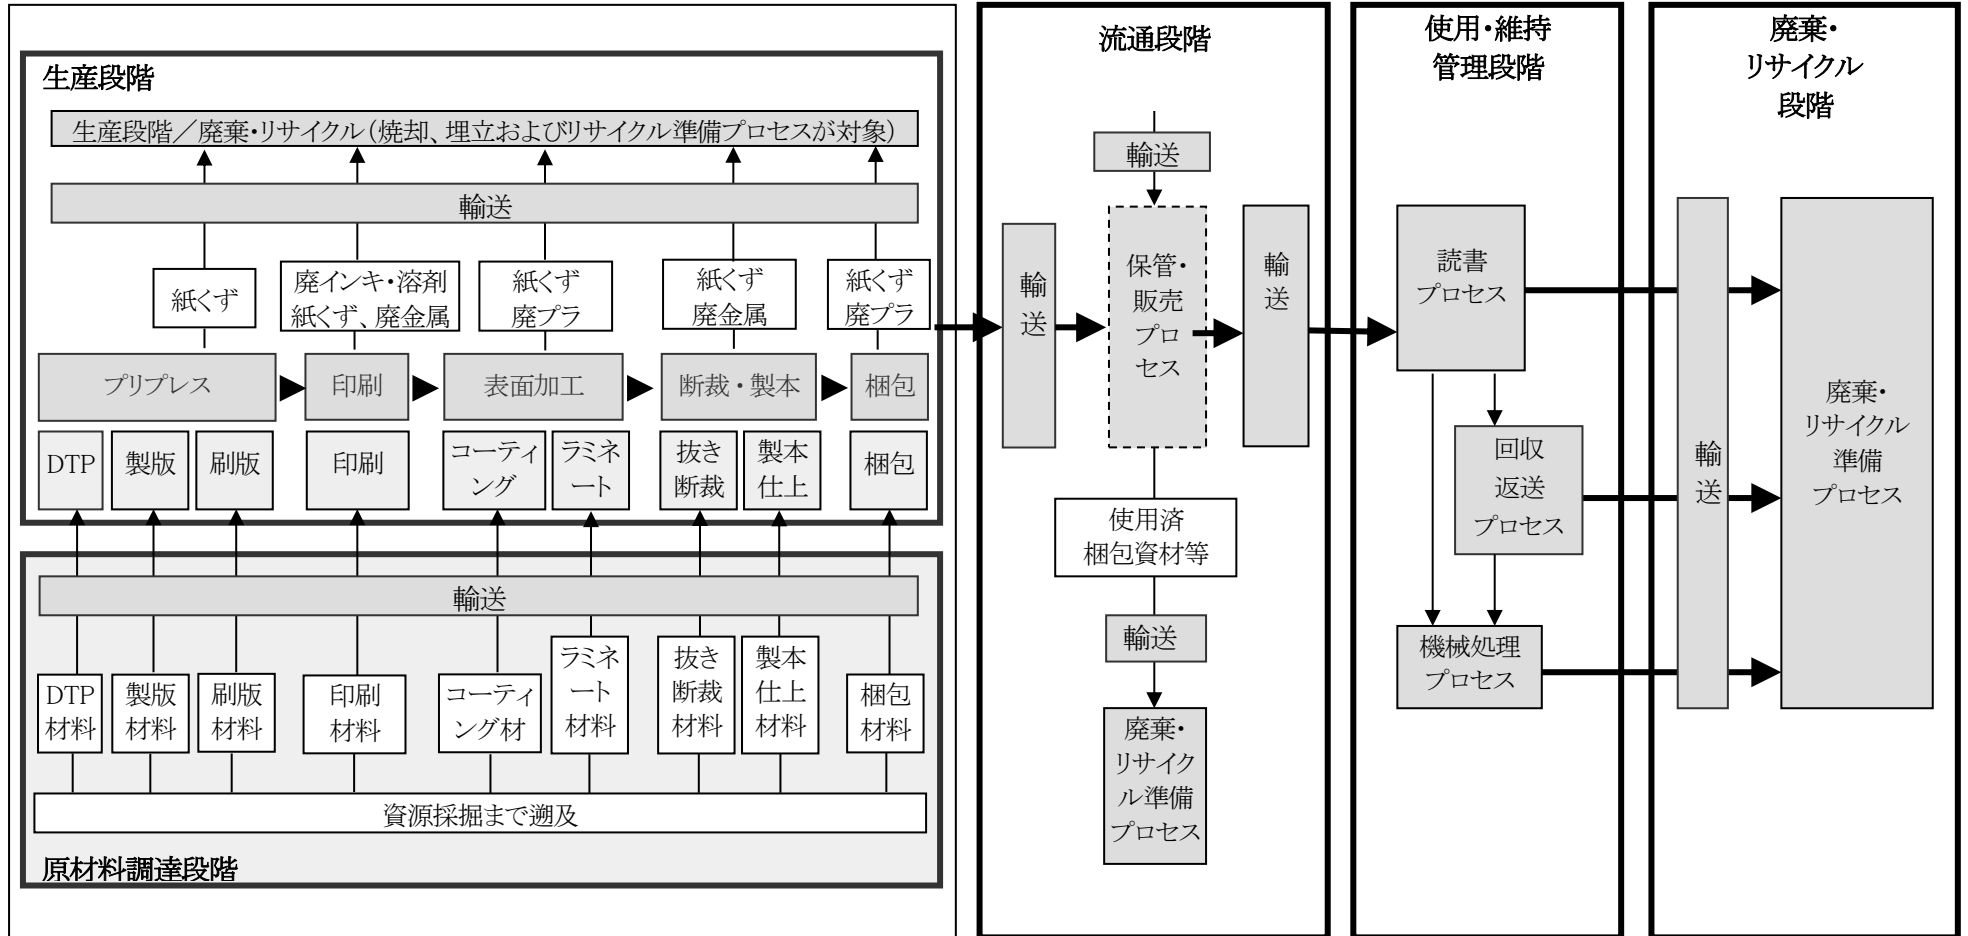 生産段階
生産段階／廃棄・リサイクル（焼却、埋立およびリサイクル準備プロセスが対象）
輸送
紙くず
廃インキ・溶剤
紙くず、廃金属
紙くず
廃プラ
紙くず
廃金属
紙くず
廃プラ
プリプレス
印刷
表面加工
断裁・製本
梱包
DTP
製版
刷版
印刷
コーティ
ング
ラミネ
ート
抜き
断裁
製本
仕上
梱包
輸送
DTP
材料
製版
材料
刷版
材料
印刷
材料
コーティ
ング材
ラミネ
ート
材料
抜き
断裁
材料
製本
仕上
材料
梱包
材料
資源採掘まで遡及
原材料調達段階
流通段階
輸送
輸
送
保管・
販売
プロ
セス
輸
送
使用済
梱包資材等
輸送
廃棄・
リサイク
ル準備
プロセス
使用・維持
管理段階
読書
プロセス
回収
返送
プロセス
機械処理
プロセス
廃棄・
リサイクル
段階
輸
送
廃棄・
リサイクル
準備
プロセス